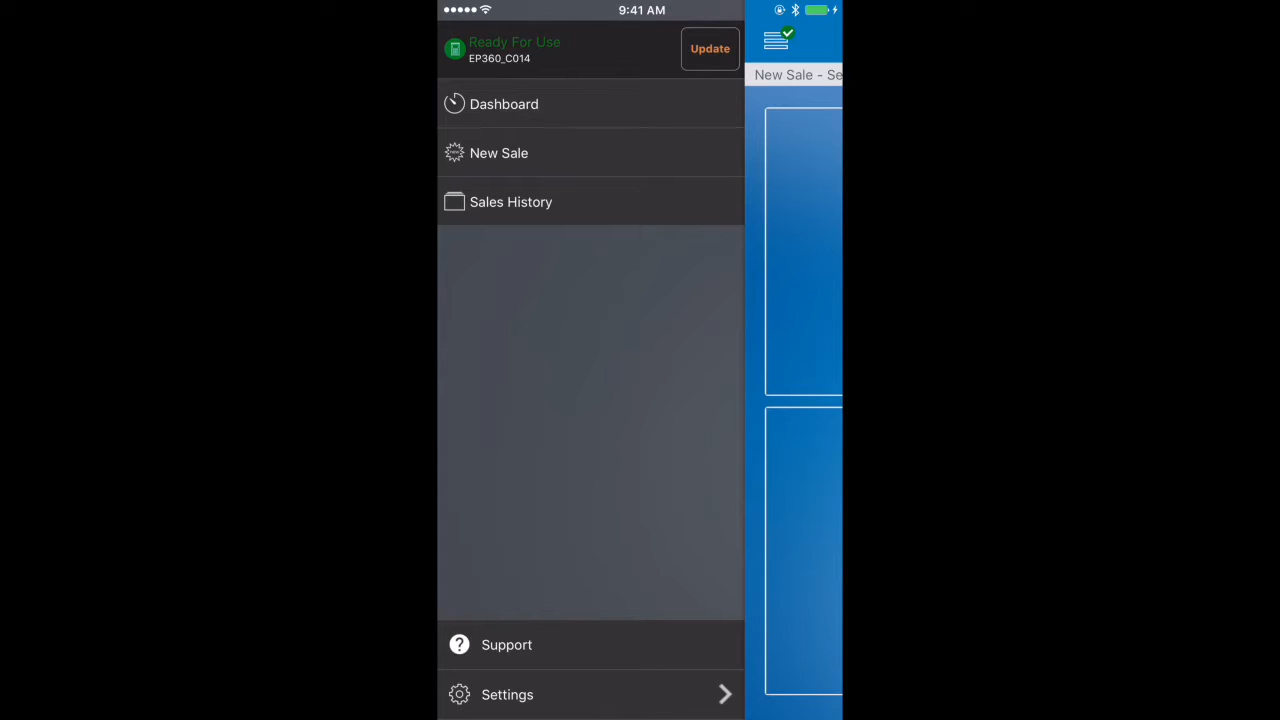 9:41 AM
Ready For Use
EP360_C014
Update
New Sale - Se
Dashboard
New Sale
Sales History
Support
Settings